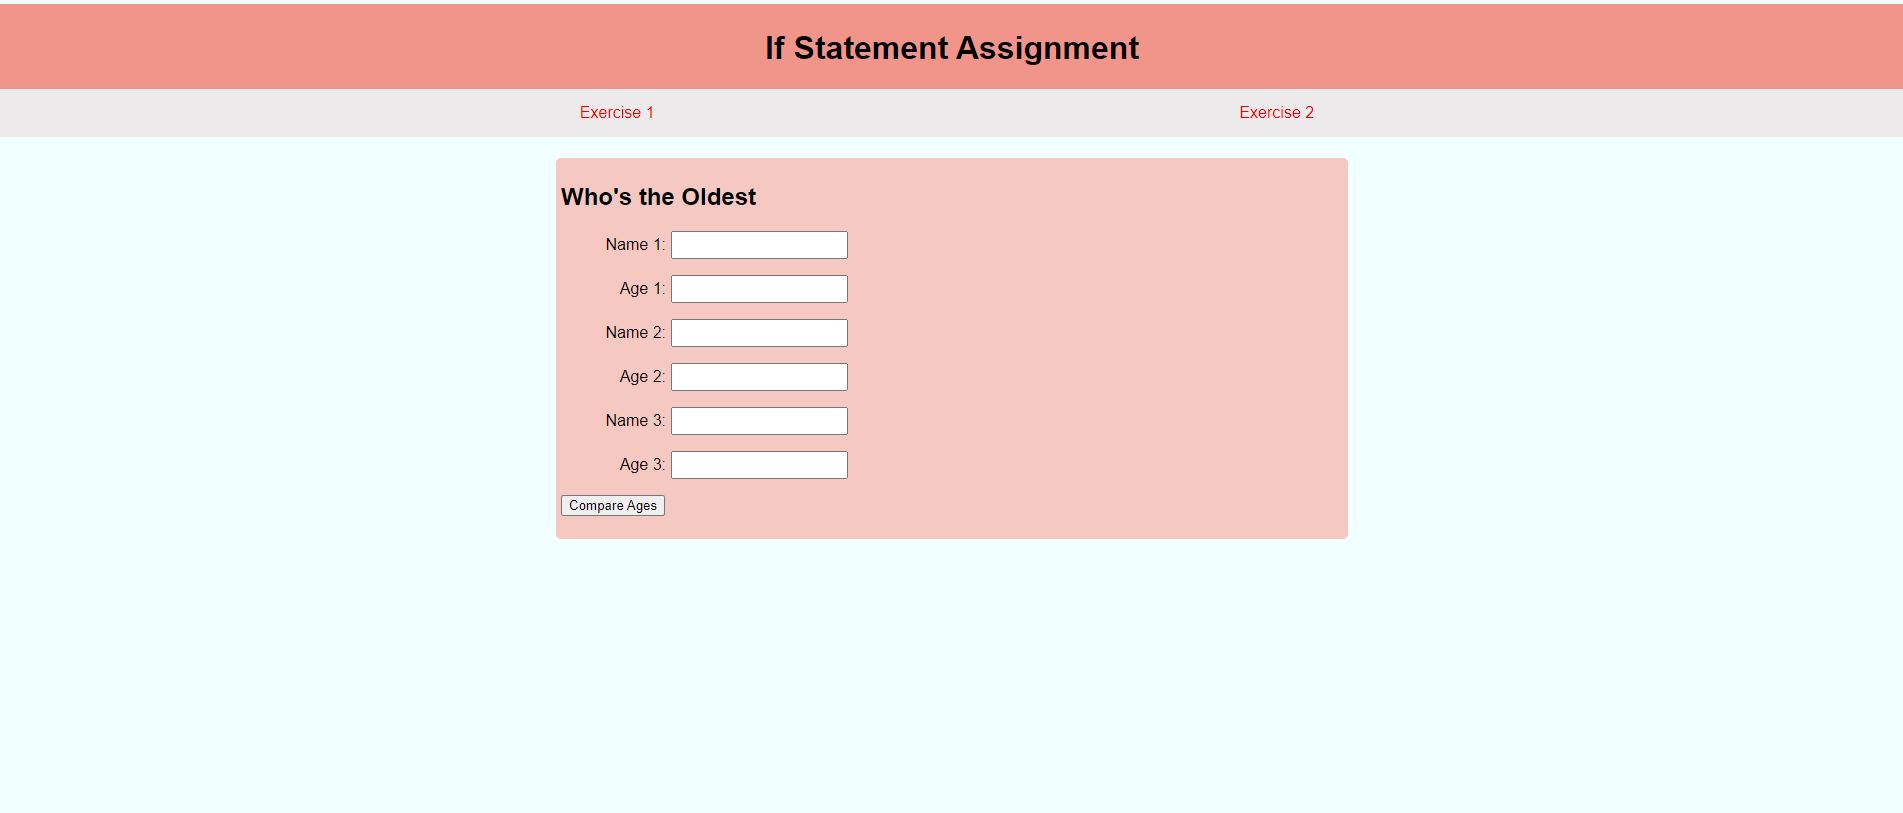 If Statement Assignment
Exercise 1 Exercise 2
Who's the Oldest
Name 1:
Age 1:
Name 2:
Age 2:
Name 3:
Age 3:
Compare Ages